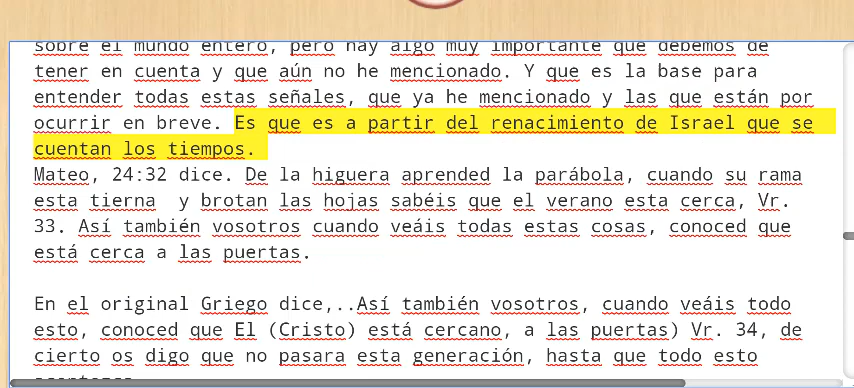 sobre el mundo entero, pero hay algo muy importante que debemos de
tener en cuenta y que aún no he mencionado. Y que es la base para
entender todas estas señales, que ya he mencionado y las que están por
ocurrir en breve. Es que es a partir del renacimiento de Israel que se
cuentan los tiempos.
Mateo, 24:32 dice. De la higuera aprended la parábola, cuando su rama
esta tierna  y brotan las hojas sabéis que el verano esta cerca, Vr.
33. Así también vosotros cuando veáis todas estas cosas, conoced que
está cerca a las puertas.
En el original Griego dice,..Así también vosotros, cuando veáis todo
esto, conoced que El (Cristo) está cercano, a las puertas) Vr. 34, de
cierto os digo que no pasara esta generación, hasta que todo esto